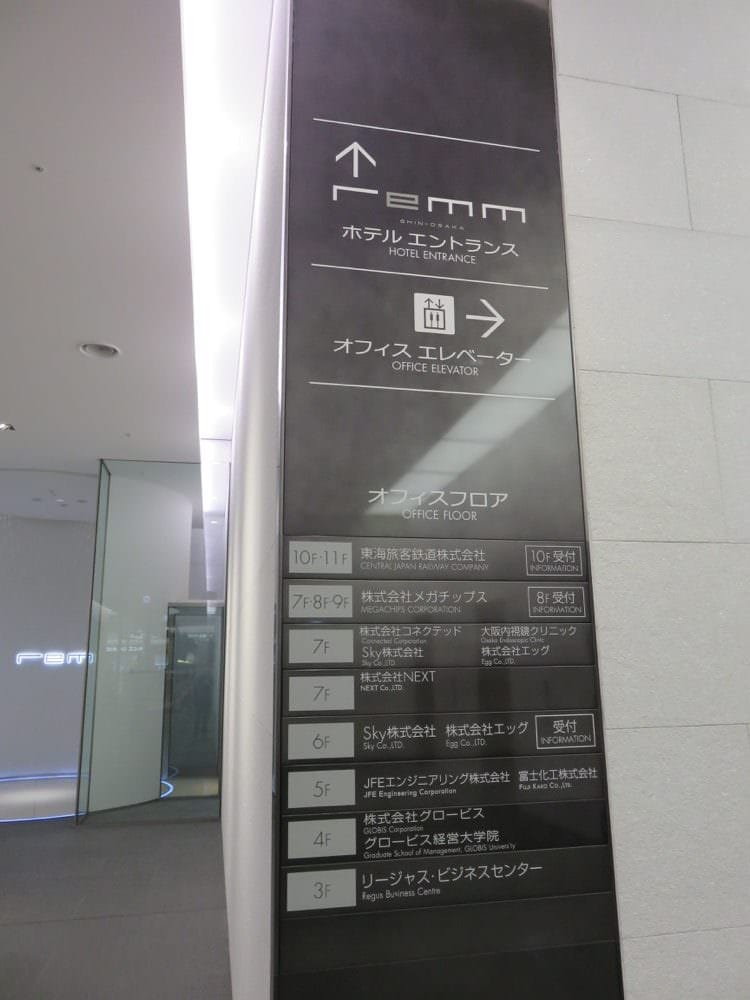 remm
SHIN-OSAKA
ホテル エントランス
HOTEL ENTRANCE
オフィス エレベーター
OFFICE ELEVATOR
オフィスフロア
OFFICE FLOOR
10F・11F 東海旅客鉄道株式会社 10F 受付
CENTRAL JAPAN RAILWAY COMPANY INFORMATION
7F・8F・9F 株式会社メガチップス 8F 受付
MEGACHIPS CORPORATION INFORMATION
7F 株式会社コネクテッド 大阪内視鏡クリニック
Connected Corporation Osaka Endoscopic Clinic
Sky株式会社 株式会社エッグ
Sky Co.,LTD. Egg Co.,LTD.
7F 株式会社NEXT
NEXT Co.,LTD.
6F Sky株式会社 株式会社エッグ 受付
Sky Co.,LTD. Egg Co.,LTD. INFORMATION
5F JFEエンジニアリング株式会社 富士化工株式会社
JFE Engineering Corporation FUJI KAKO CO.,LTD.
4F 株式会社グロービス
GLOBIS Corporation
グロービス経営大学院
Graduate School of Management, GLOBIS University
3F リージャス・ビジネスセンター
Regus Business Centre
remm